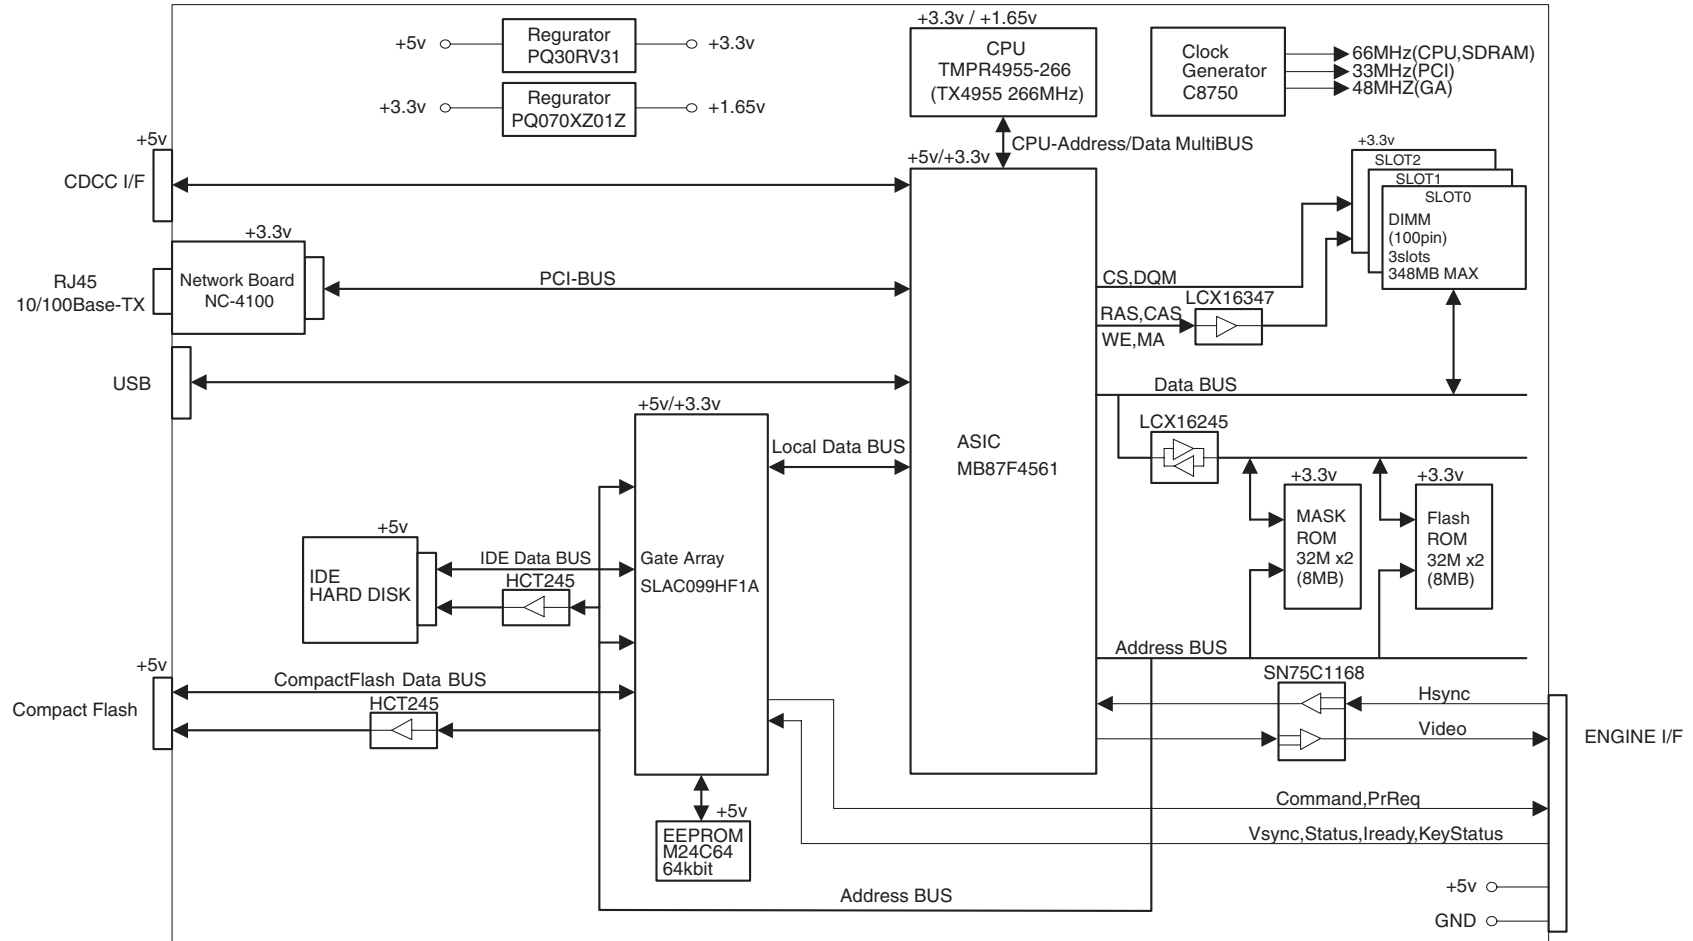 +5v
Regurator
PQ30RV31
+3.3v
+3.3v
Regurator
PQ070XZ01Z
+1.65v
+3.3v / +1.65v
CPU
TMPR4955-266
(TX4955 266MHz)
Clock
Generator
C8750
66MHz(CPU,SDRAM)
33MHz(PCI)
48MHZ(GA)
CPU-Address/Data MultiBUS
+5v
CDCC I/F
+5v/+3.3v
+3.3v
SLOT2
SLOT1
SLOT0
DIMM
(100pin)
3slots
348MB MAX
+3.3v
RJ45
10/100Base-TX
Network Board
NC-4100
PCI-BUS
CS,DQM
LCX16347
RAS,CAS
WE,MA
USB
Data BUS
+5v/+3.3v
Local Data BUS
ASIC
MB87F4561
LCX16245
+3.3v
MASK
ROM
32M x2
(8MB)
+3.3v
Flash
ROM
32M x2
(8MB)
+5v
IDE
HARD DISK
IDE Data BUS
HCT245
Gate Array
SLAC099HF1A
Address BUS
+5v
Compact Flash
CompactFlash Data BUS
HCT245
SN75C1168
Hsync
Video
ENGINE I/F
Command,PrReq
Vsync,Status,Iready,KeyStatus
+5v
EEPROM
M24C64
64kbit
Address BUS
+5v
GND